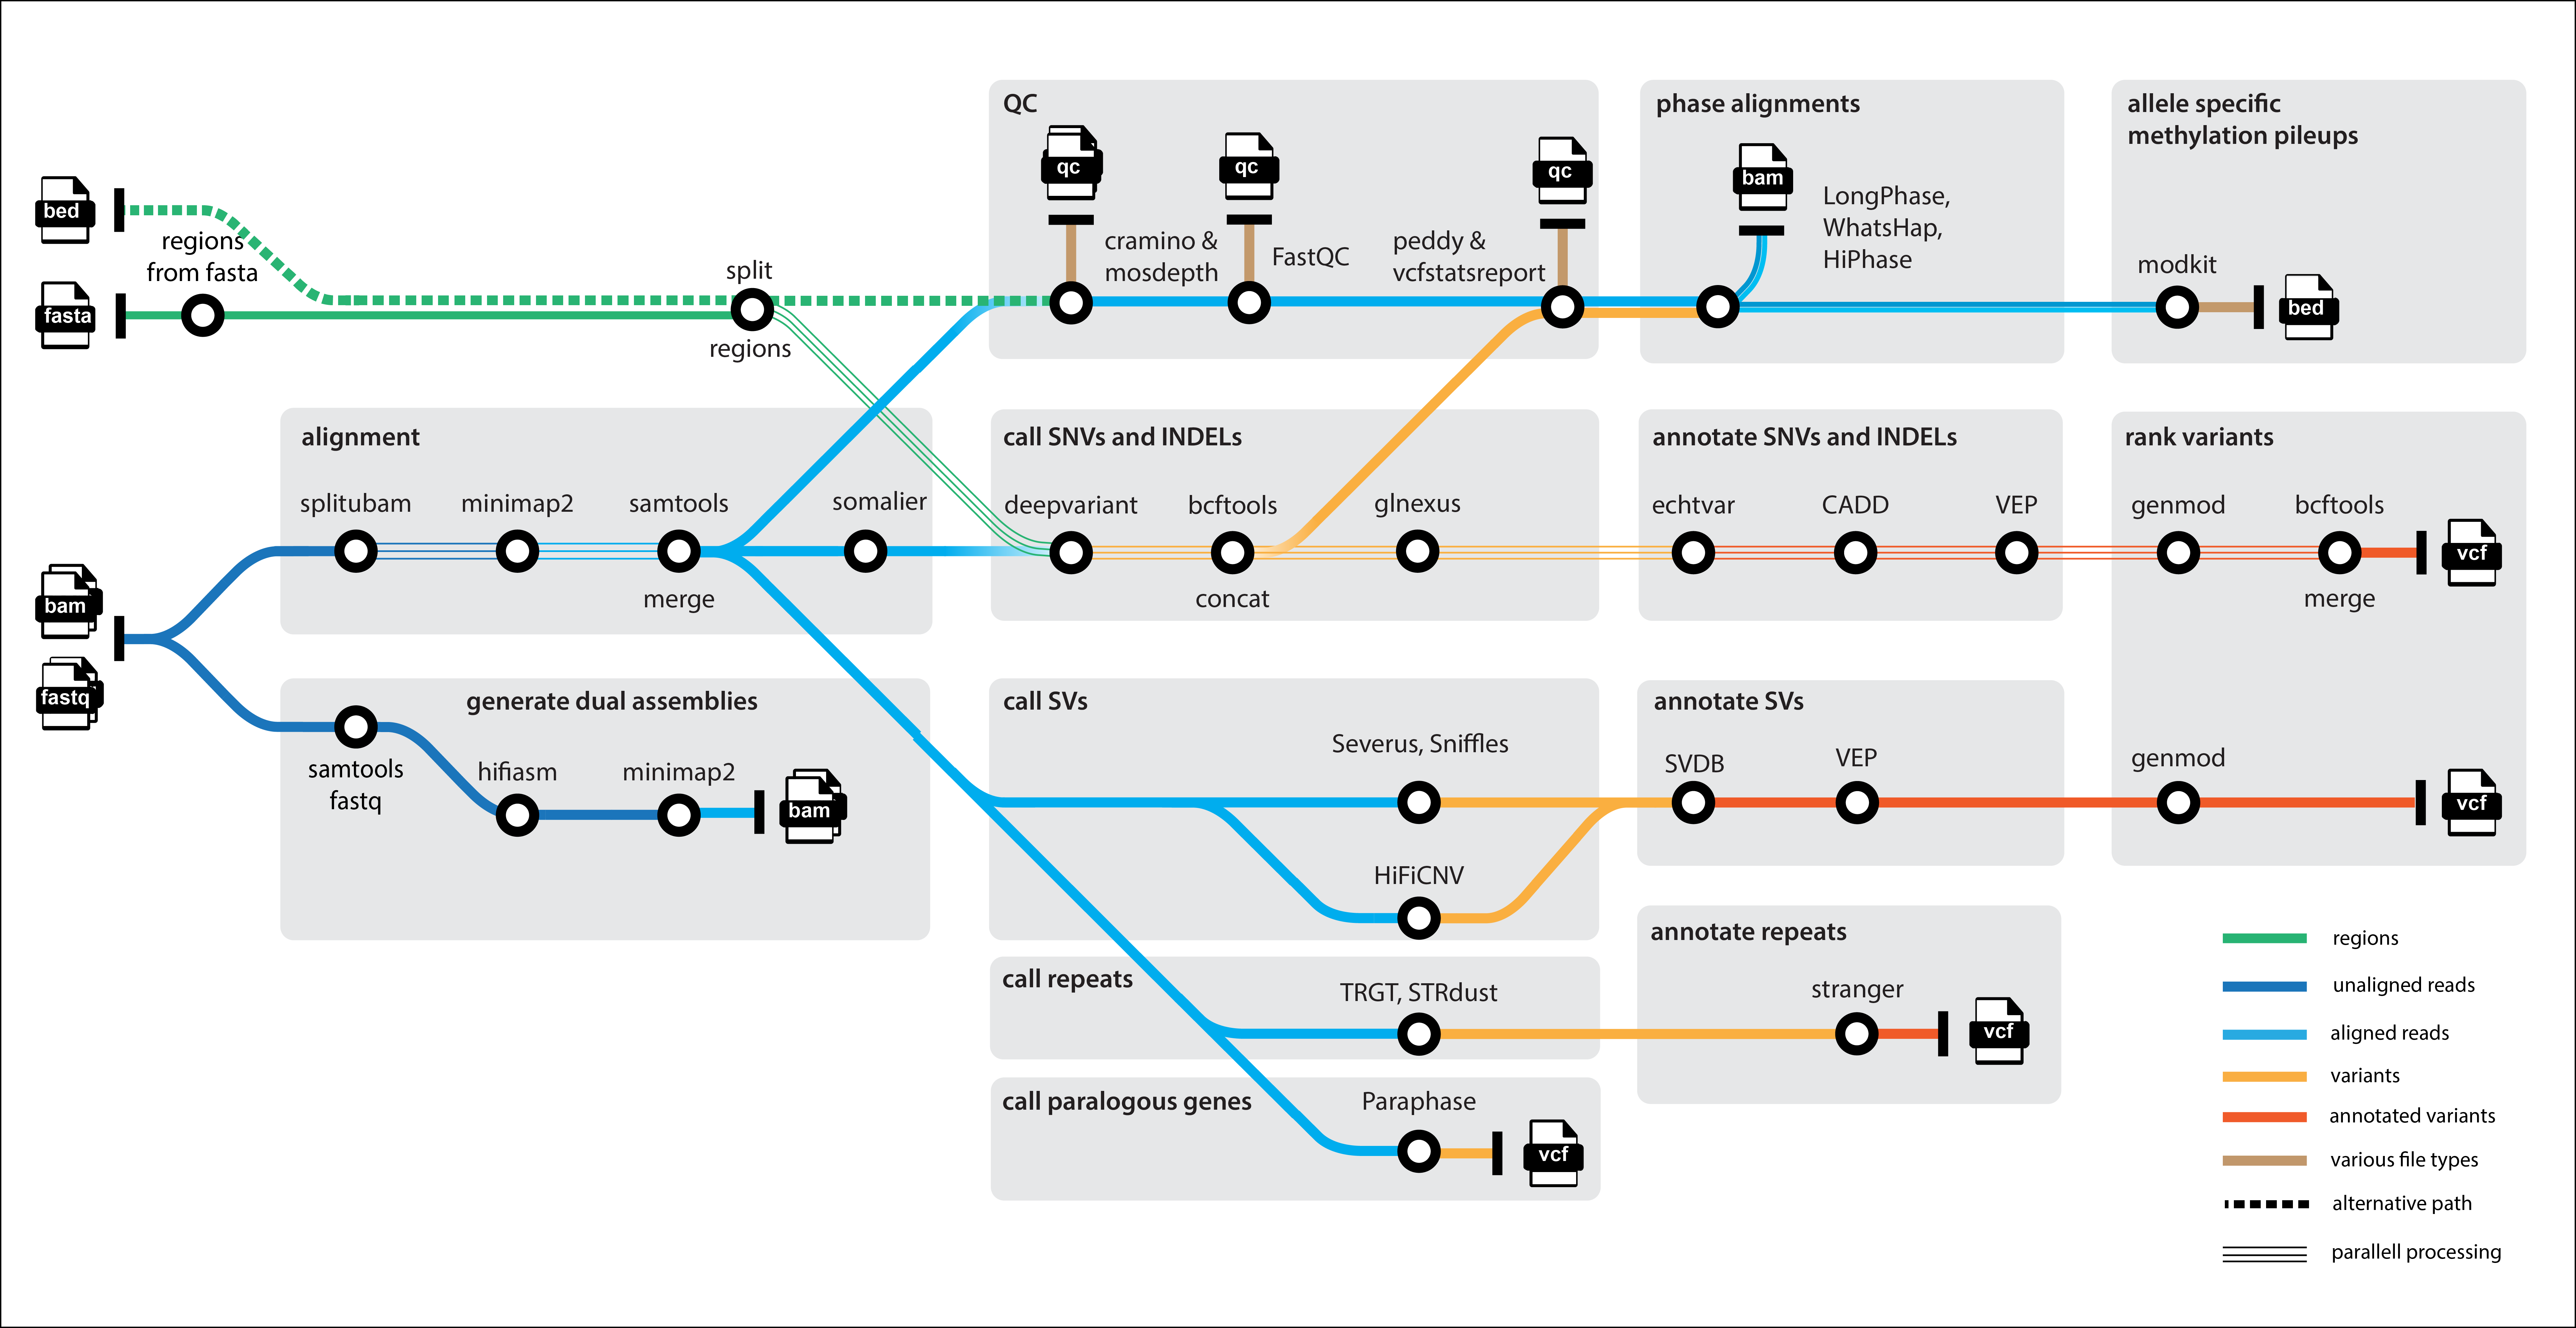 bed
regions
from fasta
fasta
split
regions
QC
qc
cramino &
mosdepth
qc
FastQC
qc
peddy &
vcfstatsreport
phase alignments
bam
LongPhase,
WhatsHap,
HiPhase
allele specific
methylation pileups
modkit
bed
bam
fastq
alignment
splitubam
minimap2
samtools
merge
somalier
call SNVs and INDELs
deepvariant
bcftools
concat
glnexus
annotate SNVs and INDELs
echtvar
CADD
VEP
rank variants
genmod
bcftools
merge
vcf
generate dual assemblies
samtools
fastq
hifiasm
minimap2
bam
call SVs
Severus, Sniffles
HiFiCNV
annotate SVs
SVDB
VEP
genmod
vcf
call repeats
TRGT, STRdust
annotate repeats
stranger
vcf
call paralogous genes
Paraphase
vcf
regions
unaligned reads
aligned reads
variants
annotated variants
various file types
alternative path
parallell processing